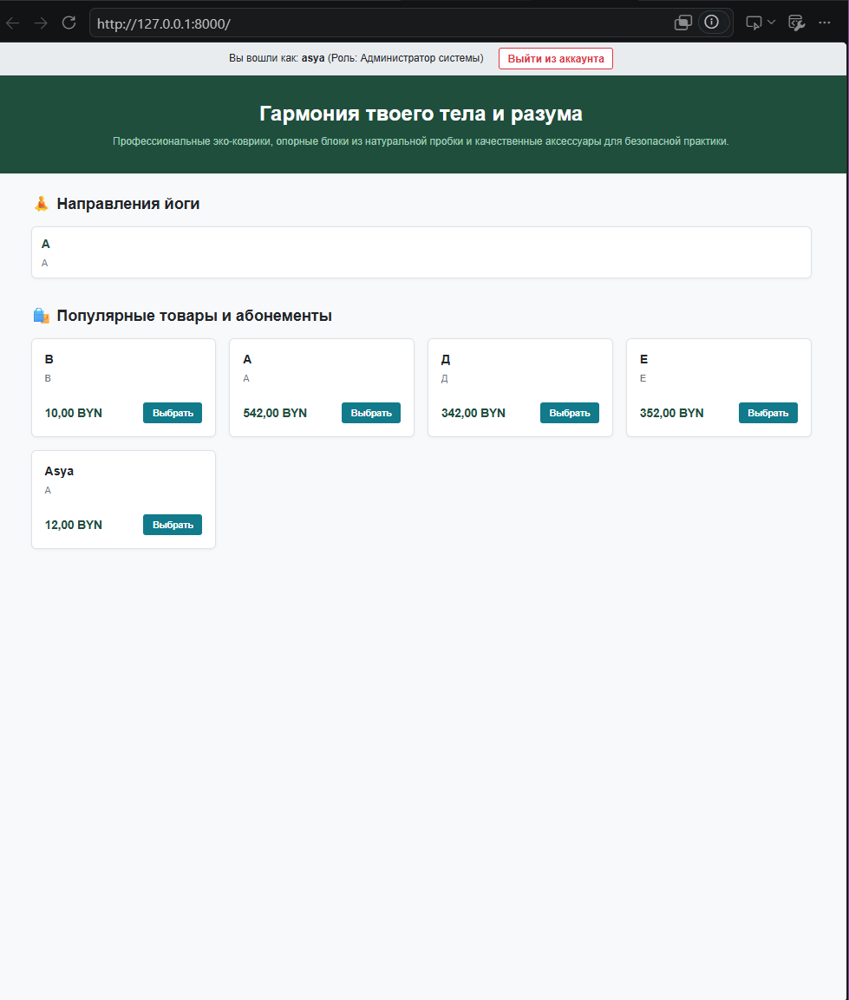 http://127.0.0.1:8000/
Вы вошли как: asya (Роль: Администратор системы) Выйти из аккаунта
Гармония твоего тела и разума
Профессиональные эко-коврики, опорные блоки из натуральной пробки и качественные аксессуары для безопасной практики.
Направления йоги
А
А
Популярные товары и абонементы
В А Д Е
В А Д Е
10,00 BYN Выбрать 542,00 BYN Выбрать 342,00 BYN Выбрать 352,00 BYN Выбрать
Asya
А
12,00 BYN Выбрать